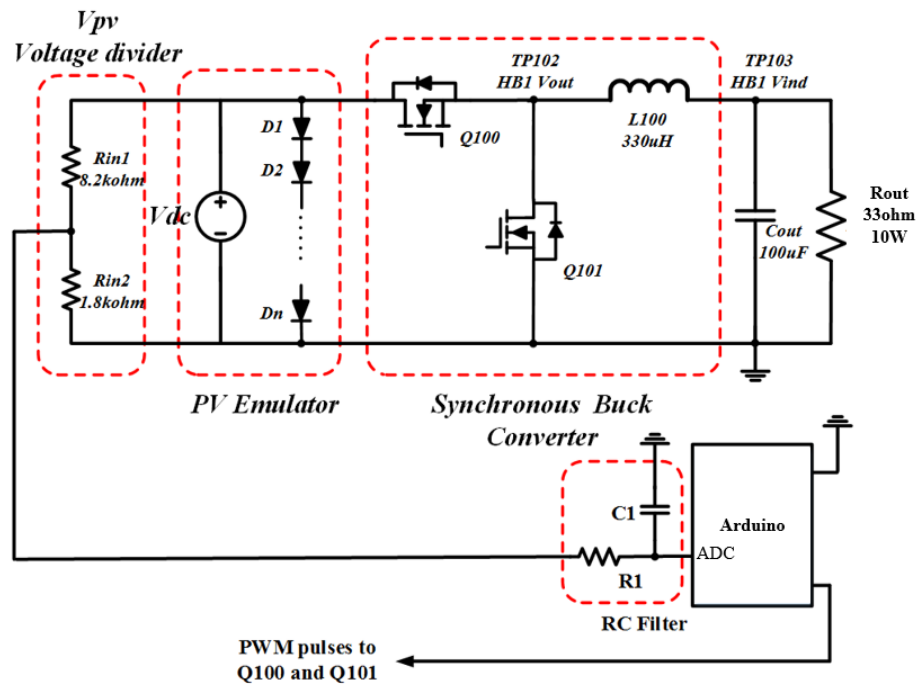 Vpv
Voltage divider
Rin1
8.2kohm
Rin2
1.8kohm
Vdc
+
−
D1
D2
Dn
PV Emulator
Q100
TP102
HB1 Vout
Q101
L100
330uH
Synchronous Buck
Converter
TP103
HB1 Vind
Cout
100uF
Rout
33ohm
10W
C1
R1
RC Filter
Arduino
ADC
PWM pulses to
Q100 and Q101